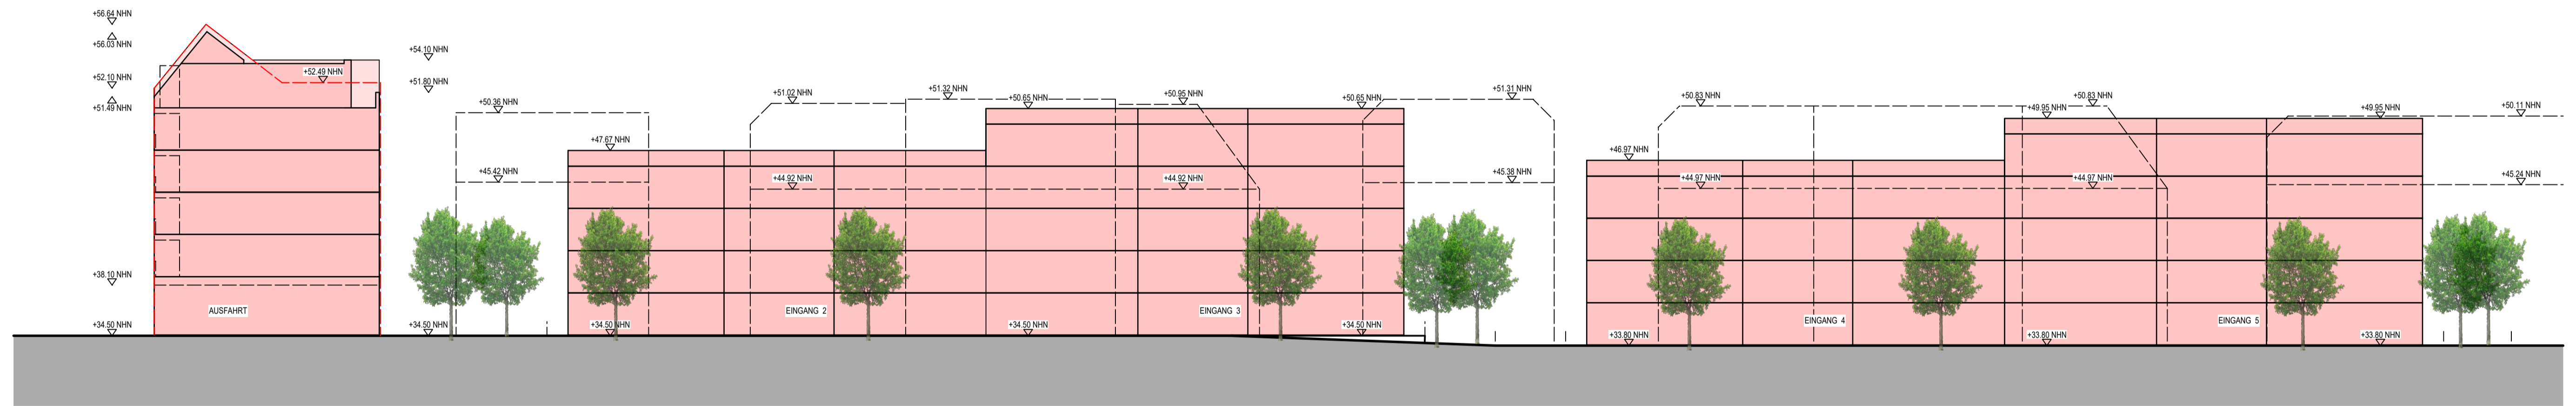 +56.64 NHN
+56.03 NHN
+52.10 NHN
+51.49 NHN
+38.10 NHN
+34.50 NHN
+52.49 NHN
AUSFAHRT
+54.10 NHN
+51.80 NHN
+34.50 NHN
+50.36 NHN
+45.42 NHN
+47.67 NHN
+34.50 NHN
+51.02 NHN
+44.92 NHN
EINGANG 2
+51.32 NHN
+50.65 NHN
+34.50 NHN
+50.95 NHN
+44.92 NHN
EINGANG 3
+50.65 NHN
+34.50 NHN
+51.31 NHN
+45.38 NHN
+46.97 NHN
+33.80 NHN
+50.83 NHN
+44.97 NHN
EINGANG 4
+49.95 NHN
+33.80 NHN
+50.83 NHN
+44.97 NHN
EINGANG 5
+49.95 NHN
+33.80 NHN
+50.11 NHN
+45.24 NHN